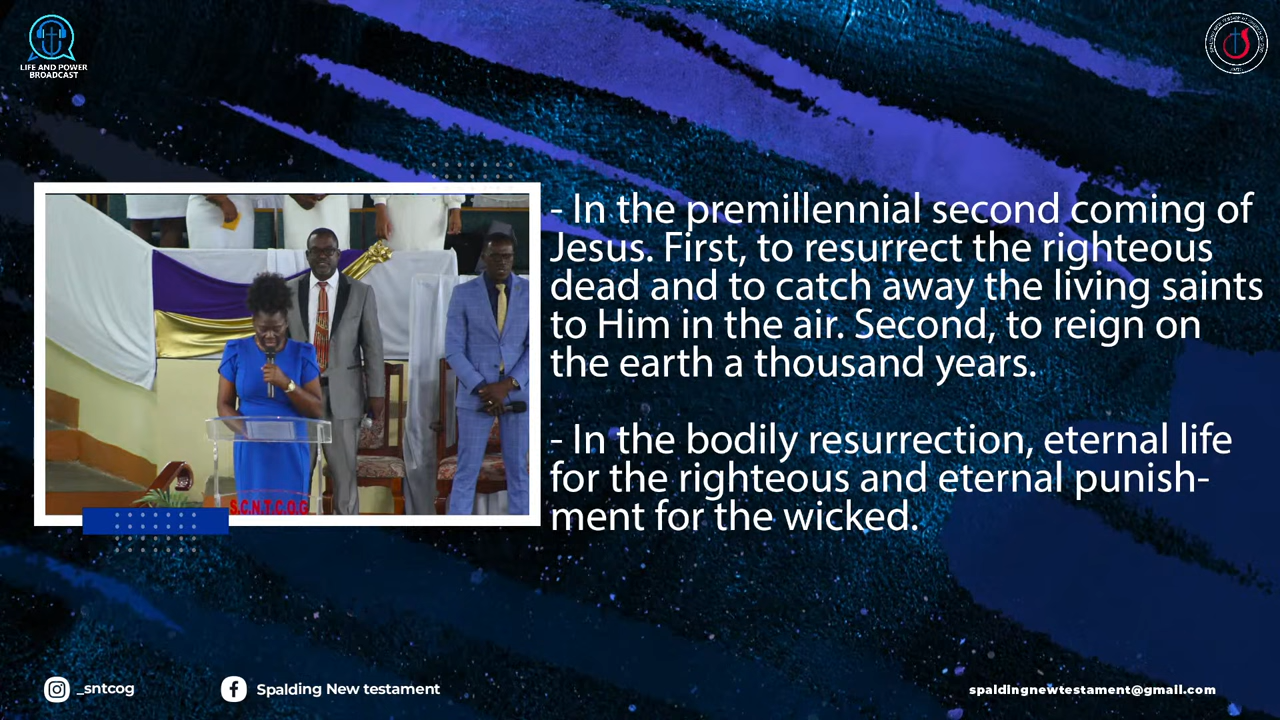 LIFE AND POWER
BROADCAST
- In the premillennial second coming of
Jesus. First, to resurrect the righteous
dead and to catch away the living saints
to Him in the air. Second, to reign on
the earth a thousand years.
- In the bodily resurrection, eternal life
for the righteous and eternal punish-
ment for the wicked.
S.C.N.T.C.O.G
_sntcog
Spalding New testament
spaldingnewtestament@gmail.com